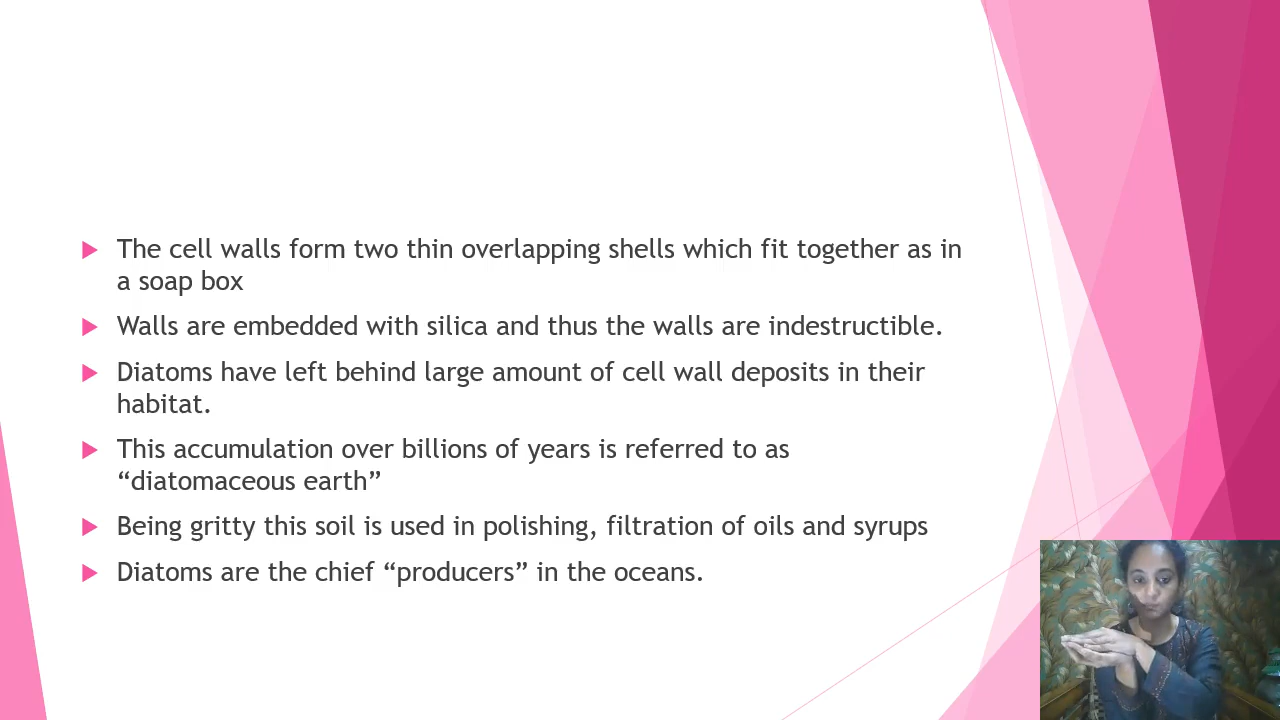 The cell walls form two thin overlapping shells which fit together as in
a soap box
Walls are embedded with silica and thus the walls are indestructible.
Diatoms have left behind large amount of cell wall deposits in their
habitat.
This accumulation over billions of years is referred to as
“diatomaceous earth”
Being gritty this soil is used in polishing, filtration of oils and syrups
Diatoms are the chief “producers” in the oceans.